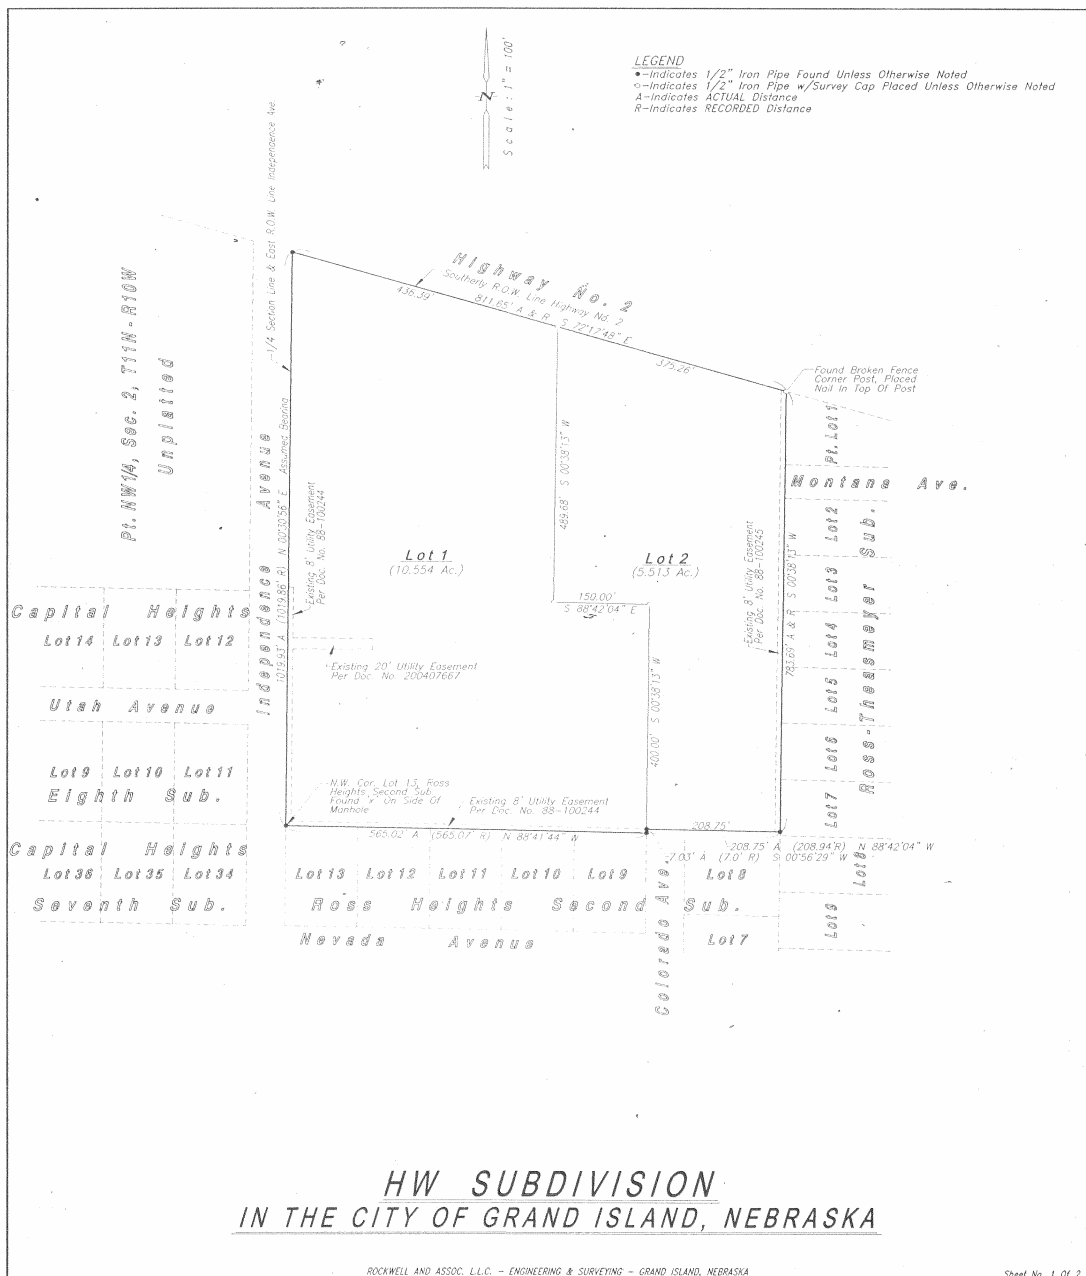 LEGEND
●-Indicates 1/2" Iron Pipe Found Unless Otherwise Noted
○-Indicates 1/2" Iron Pipe w/Survey Cap Placed Unless Otherwise Noted
A-Indicates ACTUAL Distance
R-Indicates RECORDED Distance
N
Scale: 1" = 100'
1/4 Section Line & East R.O.W. Line Independence Ave.
Highway No. 2
Southerly R.O.W. Line Highway No. 2
436.39'
811.65' A & R S 72°17'48" E
375.26'
Found Broken Fence
Corner Post, Placed
Nail In Top Of Post
Pt. NW1/4, Sec. 2, T11N-R10W
Unplatted
Independence Avenue
1019.93' A (1019.86' R) N 00°30'56" E Assumed Bearing
Existing 8' Utility Easement
Per Doc. No. 88-100244
489.68' S 00°38'13" W
Lot 1
(10.554 Ac.)
Lot 2
(5.513 Ac.)
150.00'
S 88°42'04" E
Existing 8' Utility Easement
Per Doc. No. 88-100245
783.69' A & R S 00°38'13" W
Pt. Lot 1
Montana Ave.
Lot 2
Lot 3
Lot 4
Lot 5
Lot 6
Lot 7
Lot 8
Lot 9
Ross-Theasmeyer Sub.
Capital Heights
Lot 14 Lot 13 Lot 12
Existing 20' Utility Easement
Per Doc. No. 200407667
Utah Avenue
400.00' S 00°38'13" W
Lot 9 Lot 10 Lot 11
Eighth Sub.
N.W. Cor. Lot 13, Ross
Heights Second Sub.
Found 'x' On Side Of
Manhole
Existing 8' Utility Easement
Per Doc. No. 88-100244
565.02' A (565.07' R) N 88°41'44" W
208.75'
208.75' A (208.94'R) N 88°42'04" W
7.03' A (7.0' R) S 00°56'29" W
Capital Heights
Lot 36 Lot 35 Lot 34
Seventh Sub.
Lot 13 Lot 12 Lot 11 Lot 10 Lot 9 Lot 8
Ross Heights Second Sub.
Nevada Avenue
Lot 7
Colorado Ave.
HW SUBDIVISION
IN THE CITY OF GRAND ISLAND, NEBRASKA
ROCKWELL AND ASSOC. L.L.C. - ENGINEERING & SURVEYING - GRAND ISLAND, NEBRASKA
Sheet No. 1 Of 2